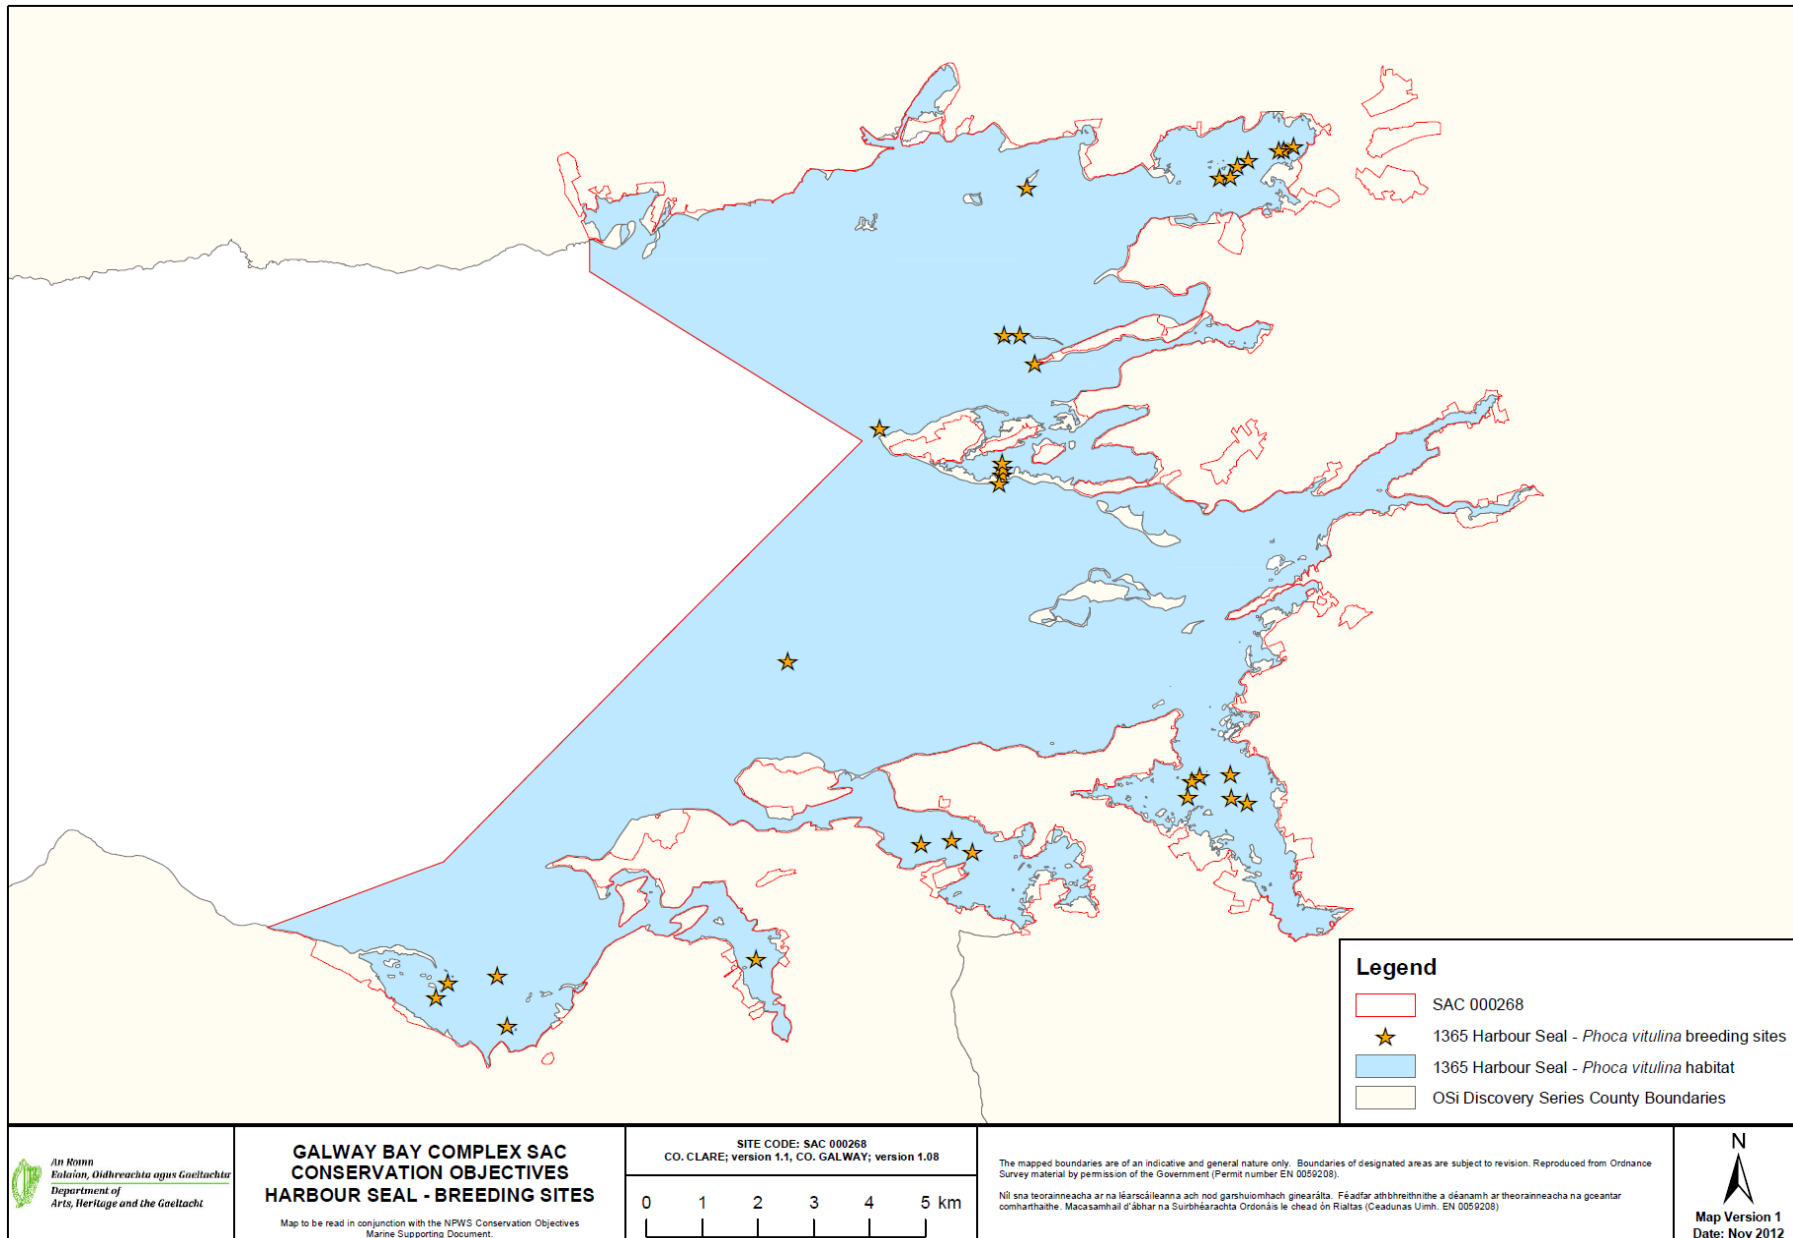 Legend
SAC 000268
1365 Harbour Seal - Phoca vitulina breeding sites
1365 Harbour Seal - Phoca vitulina habitat
OSi Discovery Series County Boundaries
An Roinn
Ealaíon, Oidhreachta agus Gaeltachta
Department of
Arts, Heritage and the Gaeltacht
GALWAY BAY COMPLEX SAC
CONSERVATION OBJECTIVES
HARBOUR SEAL - BREEDING SITES
Map to be read in conjunction with the NPWS Conservation Objectives
Marine Supporting Document.
SITE CODE: SAC 000268
CO. CLARE; version 1.1, CO. GALWAY; version 1.08
0 1 2 3 4 5 km
The mapped boundaries are of an indicative and general nature only. Boundaries of designated areas are subject to revision. Reproduced from Ordnance
Survey material by permission of the Government (Permit number EN 0059208).
Níl sna teorainneacha ar na léarscáileanna ach nod garshuíomhach ginearálta. Féadfar athbhreithnithe a déanamh ar theorainneacha na gceantar
comharthaithe. Macasamhail d'ábhar na Suirbhéarachta Ordonáis le chead ón Rialtas (Ceadunas Uimh. EN 0059208)
N
Map Version 1
Date: Nov 2012